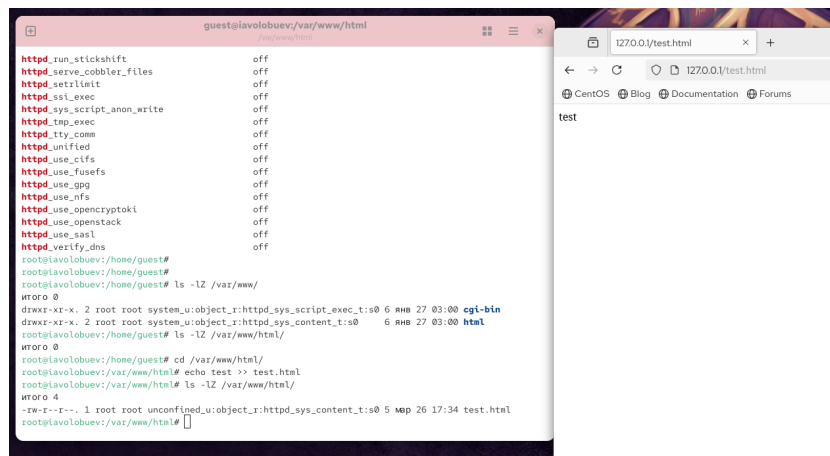 guest@iavolobuev:/var/www/html
/var/www/html
httpd_run_stickshift off
httpd_serve_cobbler_files off
httpd_setrlimit off
httpd_ssi_exec off
httpd_sys_script_anon_write off
httpd_tmp_exec off
httpd_tty_comm off
httpd_unified off
httpd_use_cifs off
httpd_use_fusefs off
httpd_use_gpg off
httpd_use_nfs off
httpd_use_opencryptoki off
httpd_use_openstack off
httpd_use_sasl off
httpd_verify_dns off
root@iavolobuev:/home/guest#
root@iavolobuev:/home/guest#
root@iavolobuev:/home/guest# ls -lZ /var/www/
итого 0
drwxr-xr-x. 2 root root system_u:object_r:httpd_sys_script_exec_t:s0 6 янв 27 03:00 cgi-bin
drwxr-xr-x. 2 root root system_u:object_r:httpd_sys_content_t:s0 6 янв 27 03:00 html
root@iavolobuev:/home/guest# ls -lZ /var/www/html/
итого 0
root@iavolobuev:/home/guest# cd /var/www/html/
root@iavolobuev:/var/www/html# echo test >> test.html
root@iavolobuev:/var/www/html# ls -lZ /var/www/html/
итого 4
-rw-r--r--. 1 root root unconfined_u:object_r:httpd_sys_content_t:s0 5 мар 26 17:34 test.html
root@iavolobuev:/var/www/html#
127.0.0.1/test.html
127.0.0.1/test.html
CentOS Blog Documentation Forums
test